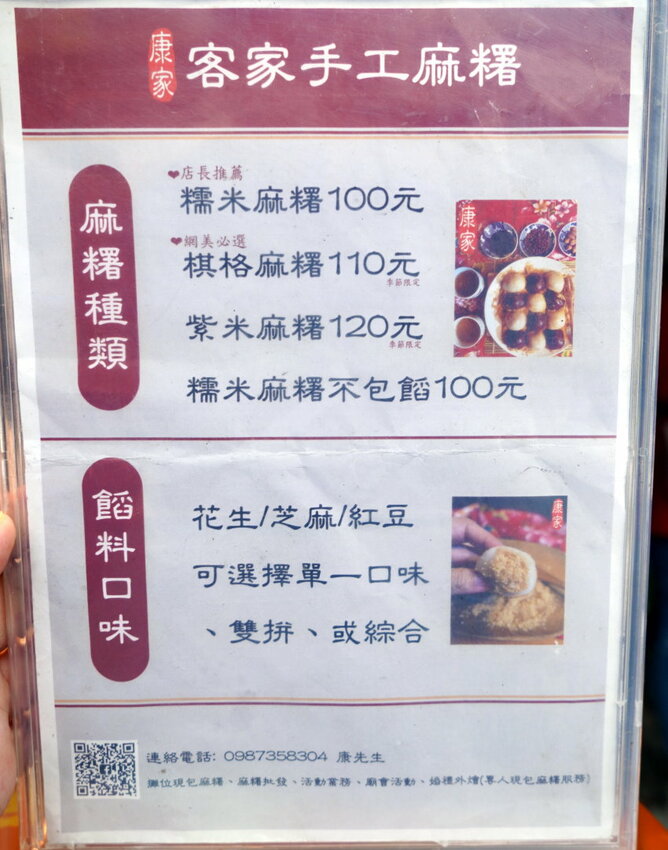 康家 客家手工麻糬
麻糬種類
❤店長推薦
糯米麻糬100元
❤網美必選
棋格麻糬110元
季節限定
紫米麻糬120元
季節限定
糯米麻糬不包餡100元
康家
餡料口味
花生/芝麻/紅豆
可選擇單一口味
、雙拼、或綜合
康家
連絡電話: 0987358304 康先生
攤位現包麻糬、麻糬批發、活動業務、廟會活動、婚禮外燴(專人現包麻糬服務)